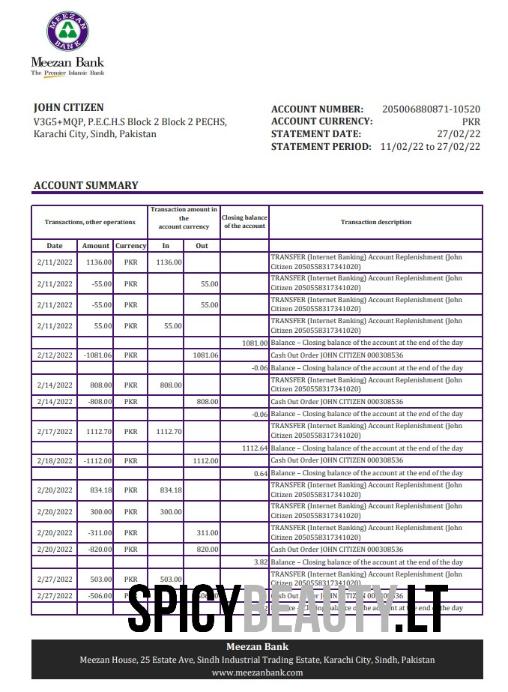 MEEZAN
BANK
Meezan Bank
The Premier Islamic Bank
JOHN CITIZEN
V3G5+MQP, P.E.C.H.S Block 2 Block 2 PECHS,
Karachi City, Sindh, Pakistan
ACCOUNT NUMBER: 205006880871-10520
ACCOUNT CURRENCY: PKR
STATEMENT DATE: 27/02/22
STATEMENT PERIOD: 11/02/22 to 27/02/22
ACCOUNT SUMMARY
Transactions, other operations
Transaction amount in
the
account currency
Closing balance
of the account
Transaction description
Date Amount Currency In Out
2/11/2022 1136.00 PKR 1136.00 TRANSFER (Internet Banking) Account Replenishment (John
Citizen 2050558317341020)
2/11/2022 -55.00 PKR 55.00 TRANSFER (Internet Banking) Account Replenishment (John
Citizen 2050558317341020)
2/11/2022 -55.00 PKR 55.00 TRANSFER (Internet Banking) Account Replenishment (John
Citizen 2050558317341020)
2/11/2022 55.00 PKR 55.00 TRANSFER (Internet Banking) Account Replenishment (John
Citizen 2050558317341020)
1081.00 Balance – Closing balance of the account at the end of the day
2/12/2022 -1081.06 PKR 1081.06 Cash Out Order JOHN CITIZEN 000308536
-0.06 Balance – Closing balance of the account at the end of the day
2/14/2022 808.00 PKR 808.00 TRANSFER (Internet Banking) Account Replenishment (John
Citizen 2050558317341020)
2/14/2022 -808.00 PKR 808.00 Cash Out Order JOHN CITIZEN 000308536
-0.06 Balance – Closing balance of the account at the end of the day
2/17/2022 1112.70 PKR 1112.70 TRANSFER (Internet Banking) Account Replenishment (John
Citizen 2050558317341020)
1112.64 Balance – Closing balance of the account at the end of the day
2/18/2022 -1112.00 PKR 1112.00 Cash Out Order JOHN CITIZEN 000308536
0.64 Balance – Closing balance of the account at the end of the day
2/20/2022 834.18 PKR 834.18 TRANSFER (Internet Banking) Account Replenishment (John
Citizen 2050558317341020)
2/20/2022 300.00 PKR 300.00 TRANSFER (Internet Banking) Account Replenishment (John
Citizen 2050558317341020)
2/20/2022 -311.00 PKR 311.00 TRANSFER (Internet Banking) Account Replenishment (John
Citizen 2050558317341020)
2/20/2022 -820.00 PKR 820.00 Cash Out Order JOHN CITIZEN 000308536
3.82 Balance – Closing balance of the account at the end of the day
2/27/2022 503.00 PKR 503.00 TRANSFER (Internet Banking) Account Replenishment (John
Citizen 2050558317341020)
2/27/2022 -506.00
account at the end of the day
SPICYBEAUTY.LT
Meezan Bank
Meezan House, 25 Estate Ave, Sindh Industrial Trading Estate, Karachi City, Sindh, Pakistan
www.meezanbank.com